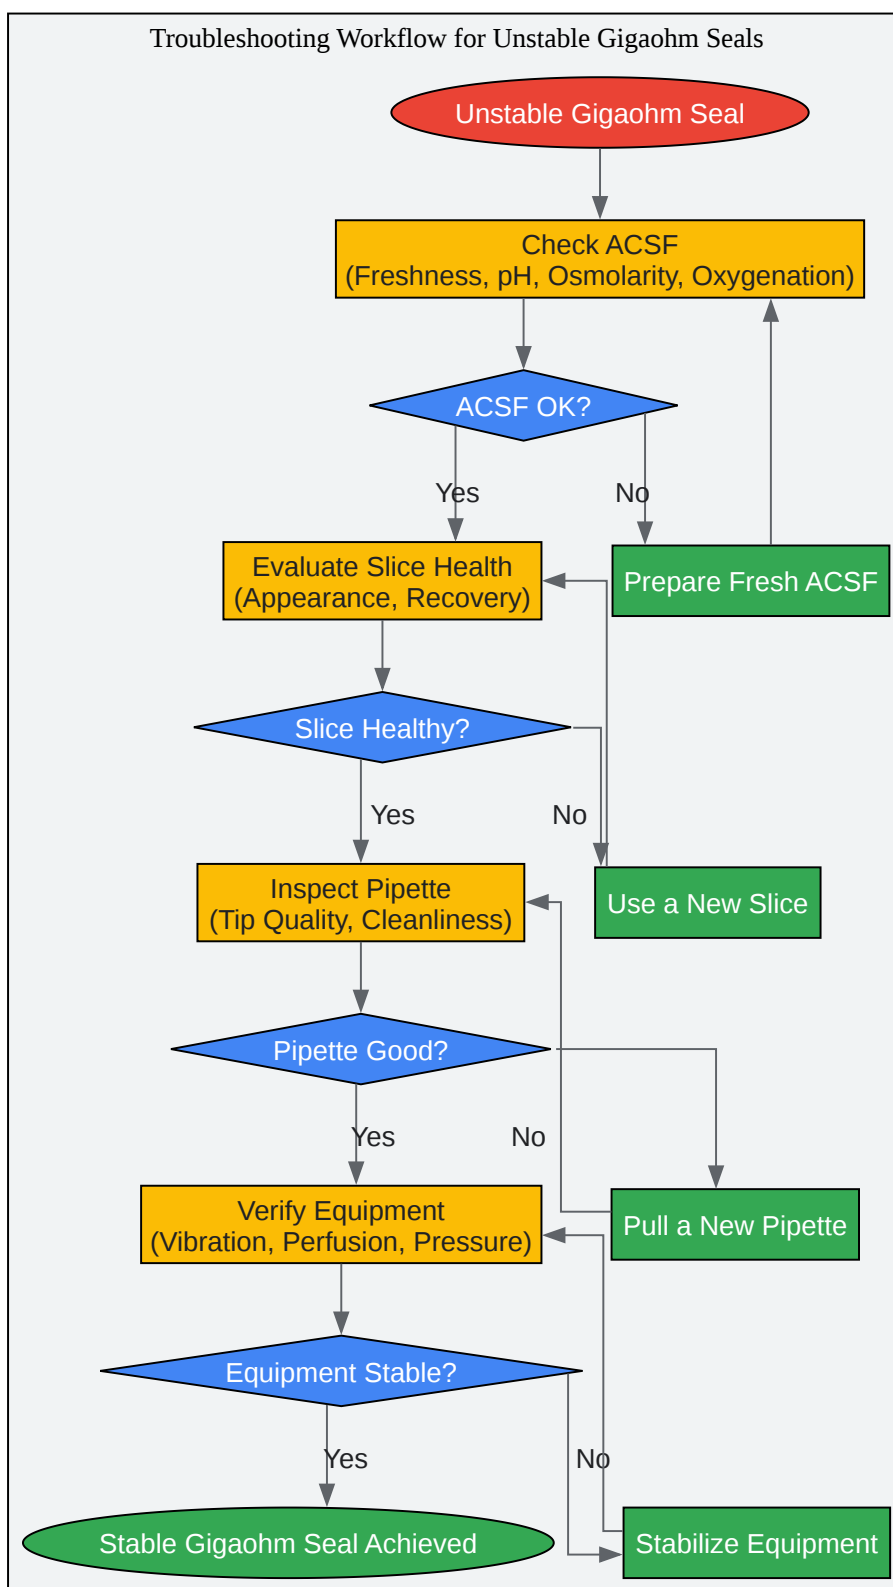 Troubleshooting Workflow for Unstable Gigaohm Seals
Unstable Gigaohm Seal
Check ACSF
(Freshness, pH, Osmolarity, Oxygenation)
ACSF OK?
Yes
No
Evaluate Slice Health
(Appearance, Recovery)
Prepare Fresh ACSF
Slice Healthy?
Yes
No
Inspect Pipette
(Tip Quality, Cleanliness)
Use a New Slice
Pipette Good?
Yes
No
Verify Equipment
(Vibration, Perfusion, Pressure)
Pull a New Pipette
Equipment Stable?
Yes
No
Stable Gigaohm Seal Achieved
Stabilize Equipment